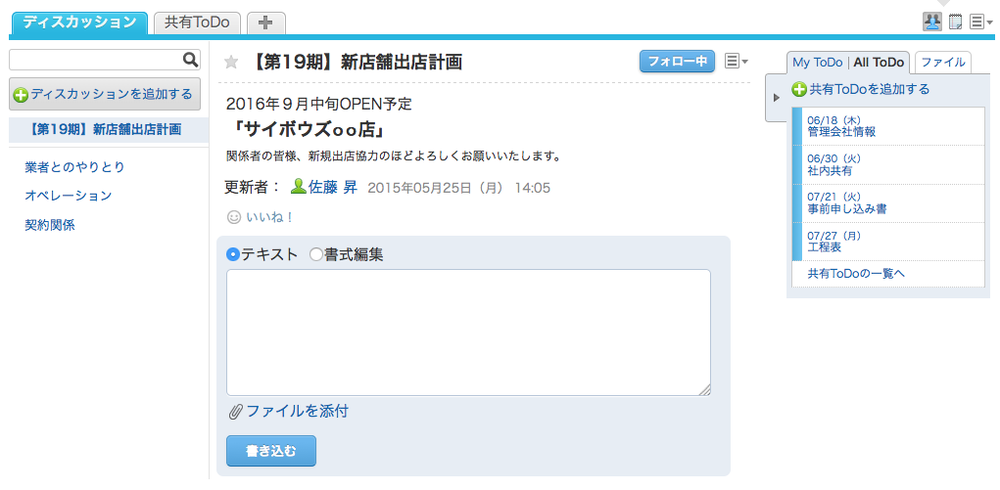 ディスカッション
共有ToDo
ディスカッションを追加する
【第19期】新店舗出店計画
業者とのやりとり
オペレーション
契約関係
【第19期】新店舗出店計画
フォロー中
2016年９月中旬OPEN予定
「サイボウズｏｏ店」
関係者の皆様、新規出店協力のほどよろしくお願いいたします。
更新者： 佐藤 昇 2015年05月25日（月） 14:05
いいね！
テキスト 書式編集
ファイルを添付
書き込む
My ToDo | All ToDo
ファイル
共有ToDoを追加する
06/18（木）
管理会社情報
06/30（火）
社内共有
07/21（火）
事前申し込み書
07/27（月）
工程表
共有ToDoの一覧へ